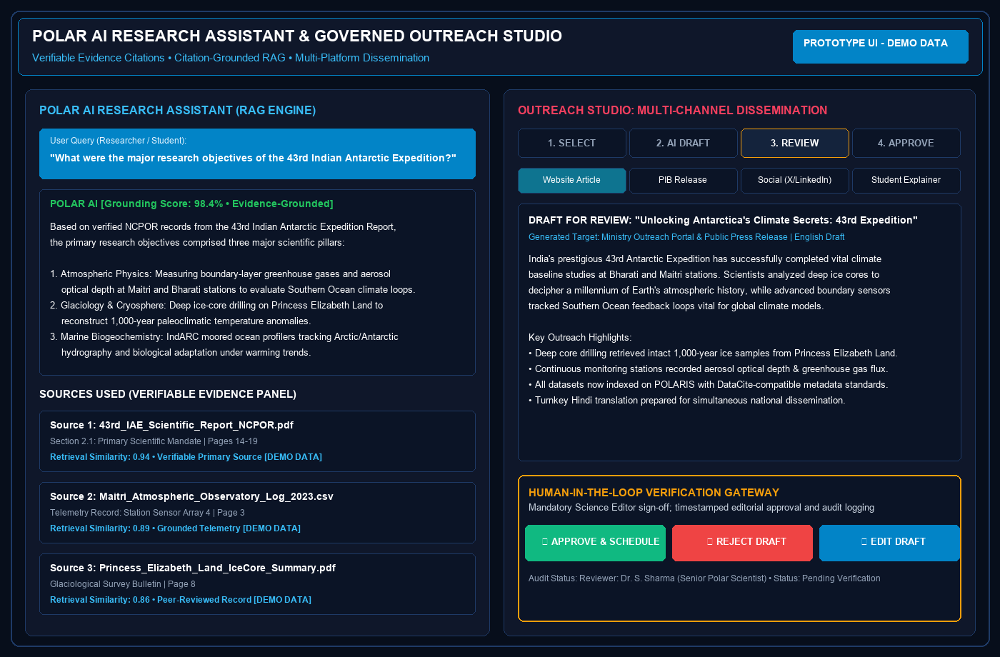 POLAR AI RESEARCH ASSISTANT & GOVERNED OUTREACH STUDIO
Verifiable Evidence Citations • Citation-Grounded RAG • Multi-Platform Dissemination
PROTOTYPE UI - DEMO DATA
POLAR AI RESEARCH ASSISTANT (RAG ENGINE)
User Query (Researcher / Student):
"What were the major research objectives of the 43rd Indian Antarctic Expedition?"
POLAR AI [Grounding Score: 98.4% • Evidence-Grounded]
Based on verified NCPOR records from the 43rd Indian Antarctic Expedition Report,
the primary research objectives comprised three major scientific pillars:
1. Atmospheric Physics: Measuring boundary-layer greenhouse gases and aerosol
optical depth at Maitri and Bharati stations to evaluate Southern Ocean climate loops.
2. Glaciology & Cryosphere: Deep ice-core drilling on Princess Elizabeth Land to
reconstruct 1,000-year paleoclimatic temperature anomalies.
3. Marine Biogeochemistry: IndARC moored ocean profilers tracking Arctic/Antarctic
hydrography and biological adaptation under warming trends.
SOURCES USED (VERIFIABLE EVIDENCE PANEL)
Source 1: 43rd_IAE_Scientific_Report_NCPOR.pdf
Section 2.1: Primary Scientific Mandate | Pages 14-19
Retrieval Similarity: 0.94 • Verifiable Primary Source [DEMO DATA]
Source 2: Maitri_Atmospheric_Observatory_Log_2023.csv
Telemetry Record: Station Sensor Array 4 | Page 3
Retrieval Similarity: 0.89 • Grounded Telemetry [DEMO DATA]
Source 3: Princess_Elizabeth_Land_IceCore_Summary.pdf
Glaciological Survey Bulletin | Page 8
Retrieval Similarity: 0.86 • Peer-Reviewed Record [DEMO DATA]
OUTREACH STUDIO: MULTI-CHANNEL DISSEMINATION
1. SELECT
2. AI DRAFT
3. REVIEW
4. APPROVE
Website Article
PIB Release
Social (X/LinkedIn)
Student Explainer
DRAFT FOR REVIEW: "Unlocking Antarctica's Climate Secrets: 43rd Expedition"
Generated Target: Ministry Outreach Portal & Public Press Release | English Draft
India's prestigious 43rd Antarctic Expedition has successfully completed vital climate
baseline studies at Bharati and Maitri stations. Scientists analyzed deep ice cores to
decipher a millennium of Earth's atmospheric history, while advanced boundary sensors
tracked Southern Ocean feedback loops vital for global climate models.
Key Outreach Highlights:
• Deep core drilling retrieved intact 1,000-year ice samples from Princess Elizabeth Land.
• Continuous monitoring stations recorded aerosol optical depth & greenhouse gas flux.
• All datasets now indexed on POLARIS with DataCite-compatible metadata standards.
• Turnkey Hindi translation prepared for simultaneous national dissemination.
HUMAN-IN-THE-LOOP VERIFICATION GATEWAY
Mandatory Science Editor sign-off; timestamped editorial approval and audit logging
APPROVE & SCHEDULE
REJECT DRAFT
EDIT DRAFT
Audit Status: Reviewer: Dr. S. Sharma (Senior Polar Scientist) • Status: Pending Verification